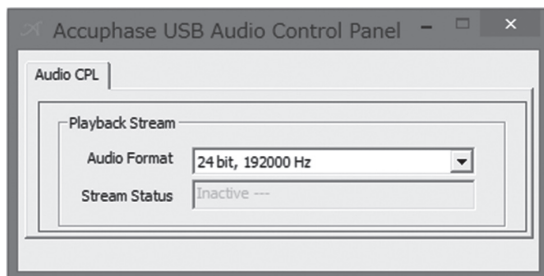 Accuphase USB Audio Control Panel
Audio CPL
Playback Stream
Audio Format 24 bit, 192000 Hz
Stream Status Inactive ---